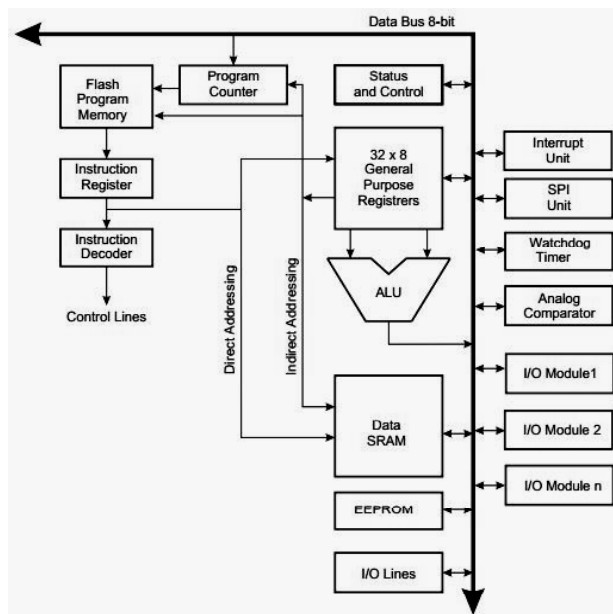 Data Bus 8-bit
Flash
Program
Memory
Program
Counter
Status
and Control
Instruction
Register
32 x 8
General
Purpose
Registrers
Interrupt
Unit
SPI
Unit
Instruction
Decoder
Watchdog
Timer
ALU
Control Lines
Direct Addressing
Indirect Addressing
Analog
Comparator
I/O Module1
Data
SRAM
I/O Module 2
I/O Module n
EEPROM
I/O Lines